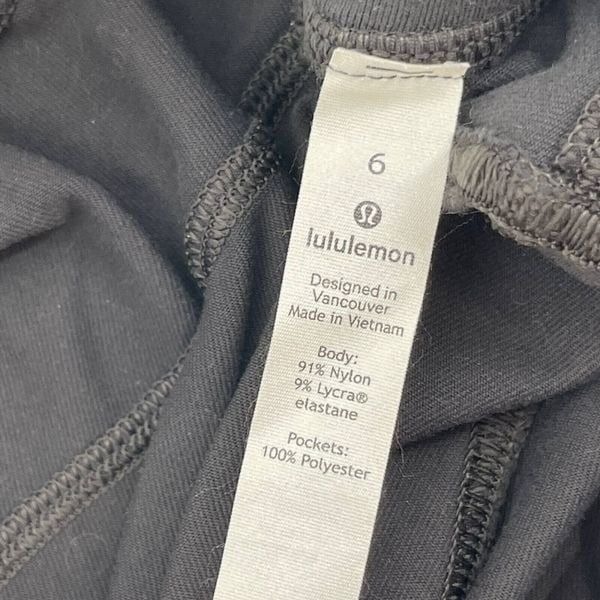 6
lululemon
Designed in
Vancouver
Made in Vietnam
Body:
91% Nylon
9% Lycra®
elastane
Pockets:
100% Polyester